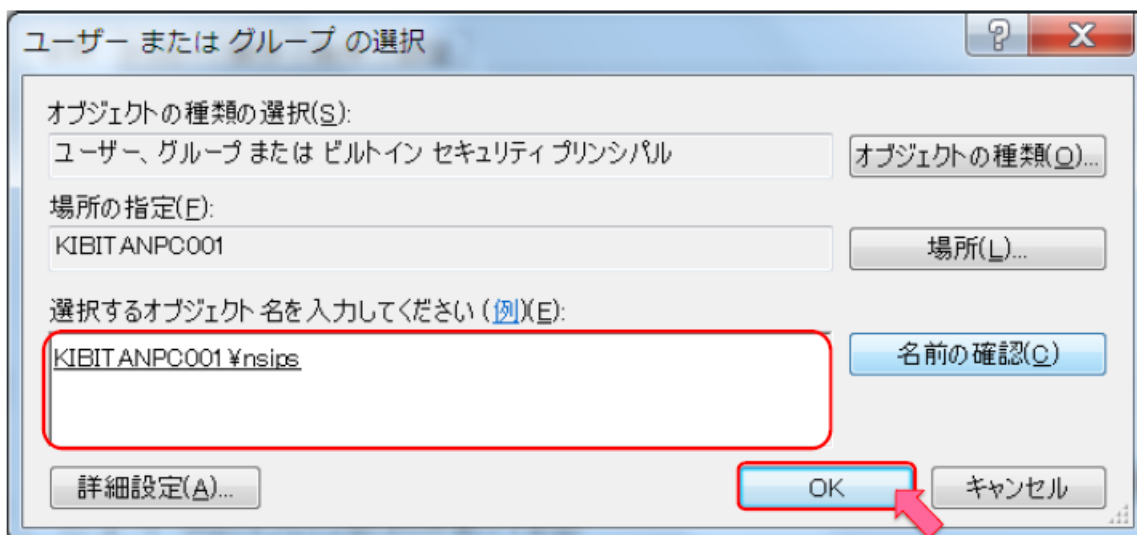 ユーザー または グループ の選択
オブジェクトの種類の選択(S):
ユーザー、グループ または ビルトイン セキュリティ プリンシパル
オブジェクトの種類(O)...
場所の指定(F):
KIBITANPC001
場所(L)...
選択するオブジェクト名を入力してください (例)(E):
KIBITANPC001¥nsips
名前の確認(C)
詳細設定(A)...
OK
キャンセル